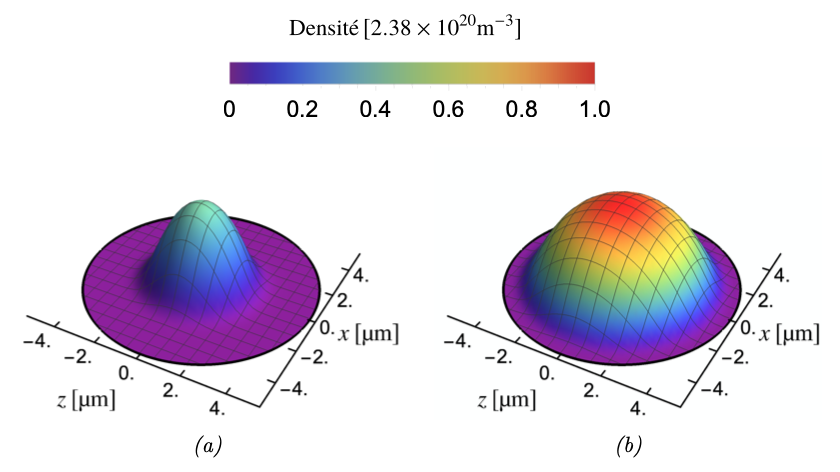 Densité [2.38 × 10²⁰m⁻³]
0 0.2 0.4 0.6 0.8 1.0
4.
2.
0. x [μm]
−2.
−4.
−4.
−2.
0.
2.
4.
z [μm]
(a)
4.
2.
0. x [μm]
−2.
−4.
−4.
−2.
0.
2.
4.
z [μm]
(b)